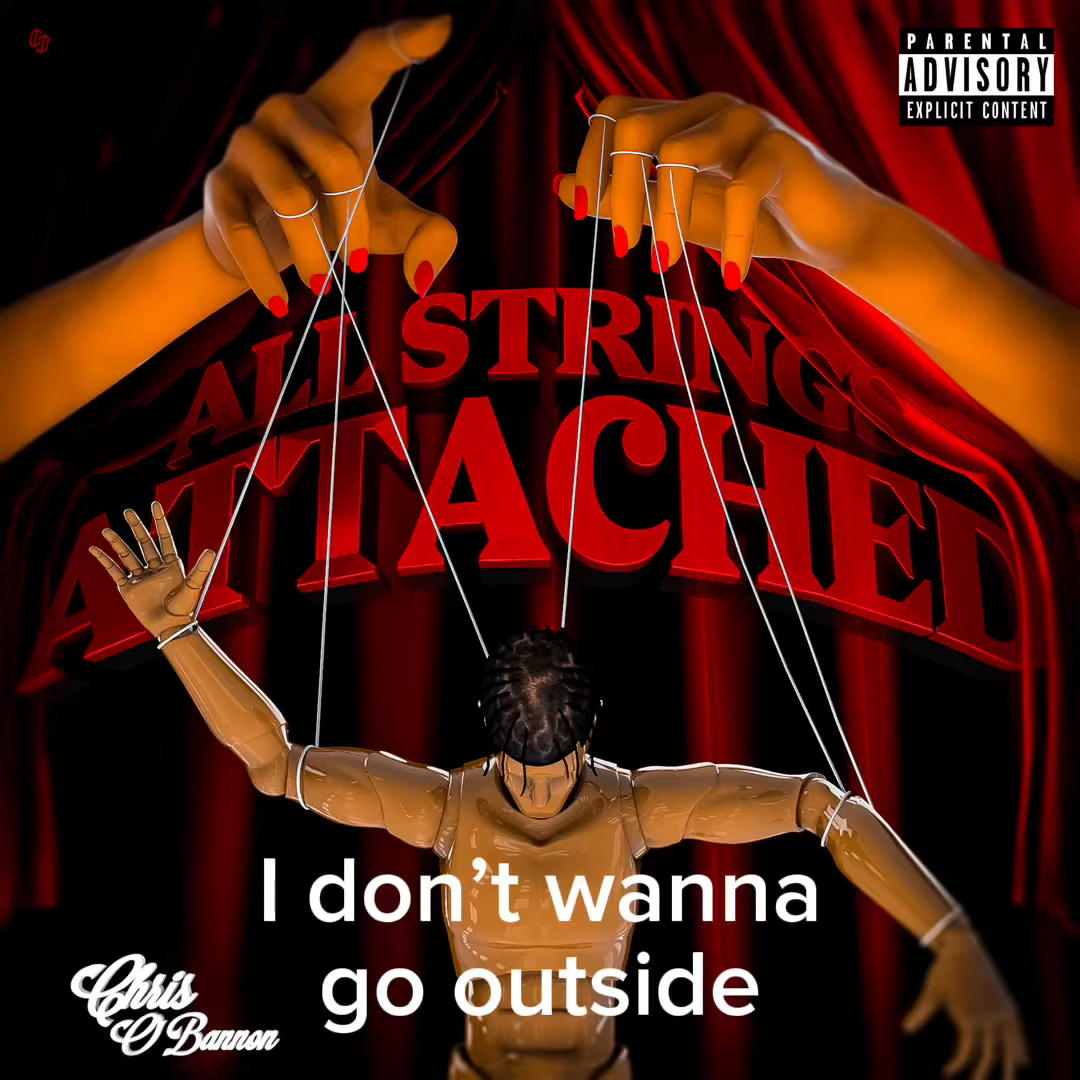 PARENTAL
ADVISORY
EXPLICIT CONTENT
ALL STRINGS
ATTACHED
I don’t wanna
go outside
Chris
O'Bannon